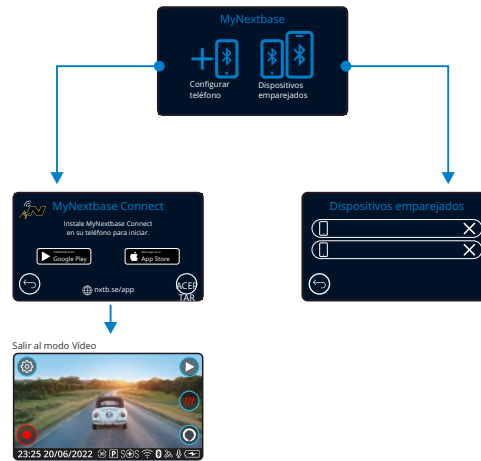 MyNextbase
Configurar
teléfono
Dispositivos
emparejados
MyNextbase Connect
Instale MyNextbase Connect
en su teléfono para iniciar.
Google Play
App Store
nxtb.se/app
ACEP
TAR
Dispositivos emparejados
Salir al modo Vídeo
23:25 20/06/2022 P SOS